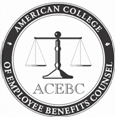 AMERICAN COLLEGE
ACEBC
OF EMPLOYEE BENEFITS COUNSEL